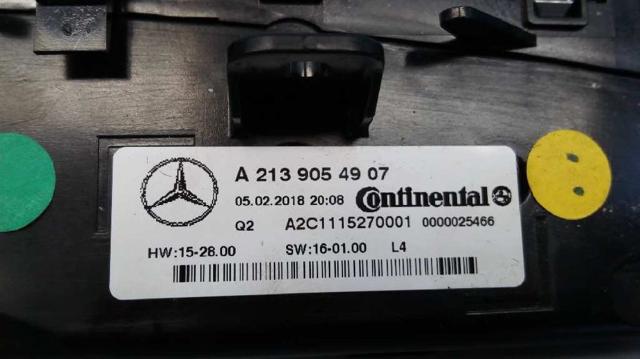 A 213 905 49 07
05.02.2018 20:08 Continental
Q2 A2C1115270001 0000025466
HW:15-28.00 SW:16-01.00 L4